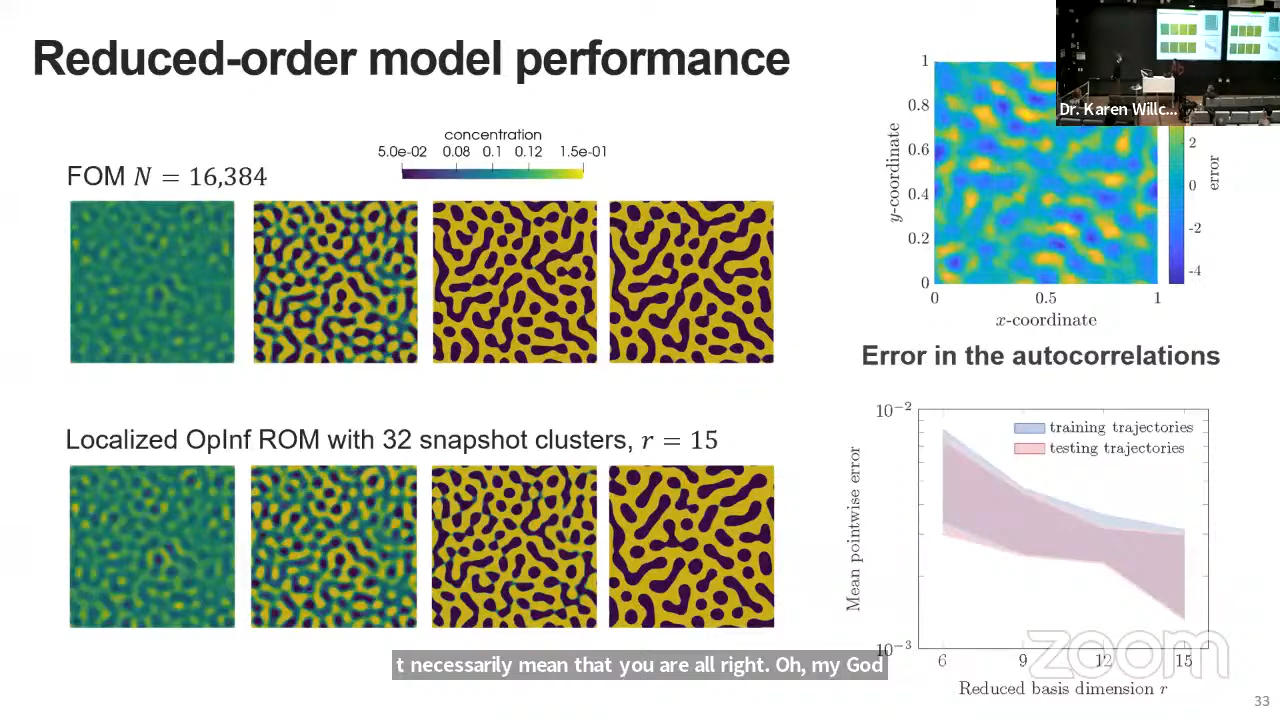 Reduced-order model performance
concentration
5.0e-02 0.08 0.1 0.12 1.5e-01
FOM N = 16,384
Localized OpInf ROM with 32 snapshot clusters, r = 15
Dr. Karen Willc...
1
0.8
0.6
0.4
0.2
0
y-coordinate
0 0.5 1
x-coordinate
2
0
-2
-4
error
Error in the autocorrelations
10⁻²
training trajectories
testing trajectories
Mean pointwise error
10⁻³
6 9 12 15
Reduced basis dimension r
zoom
t necessarily mean that you are all right. Oh, my God
33